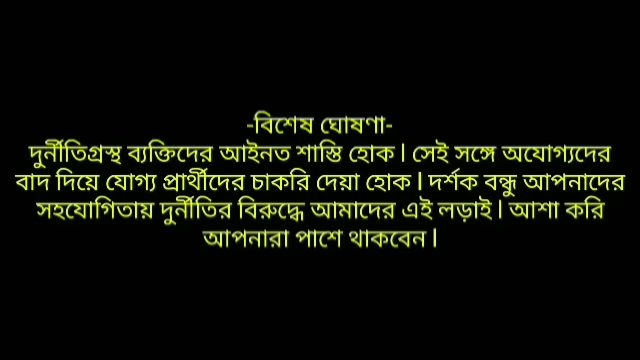 -বিশেষ ঘোষণা-
দুর্নীতিগ্রস্থ ব্যক্তিদের আইনত শাস্তি হোক। সেই সঙ্গে অযোগ্যদের
বাদ দিয়ে যোগ্য প্রার্থীদের চাকরি দেয়া হোক। দর্শক বন্ধু আপনাদের
সহযোগিতায় দুর্নীতির বিরুদ্ধে আমাদের এই লড়াই। আশা করি
আপনারা পাশে থাকবেন।